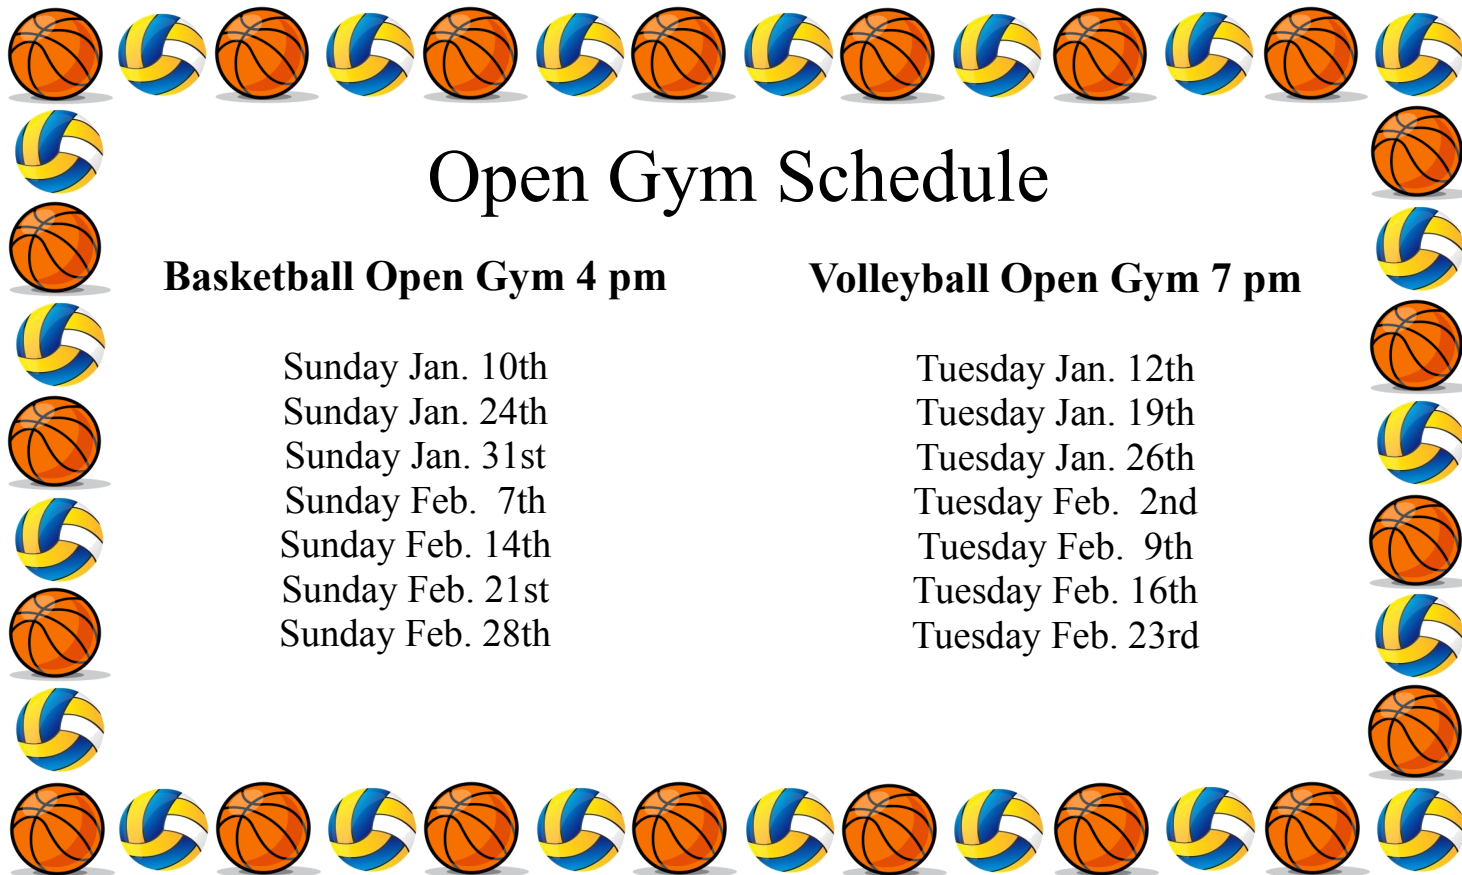 Open Gym Schedule
Basketball Open Gym 4 pm
Sunday Jan. 10th
Sunday Jan. 24th
Sunday Jan. 31st
Sunday Feb.  7th
Sunday Feb. 14th
Sunday Feb. 21st
Sunday Feb. 28th
Volleyball Open Gym 7 pm
Tuesday Jan. 12th
Tuesday Jan. 19th
Tuesday Jan. 26th
Tuesday Feb.  2nd
Tuesday Feb.  9th
Tuesday Feb. 16th
Tuesday Feb. 23rd